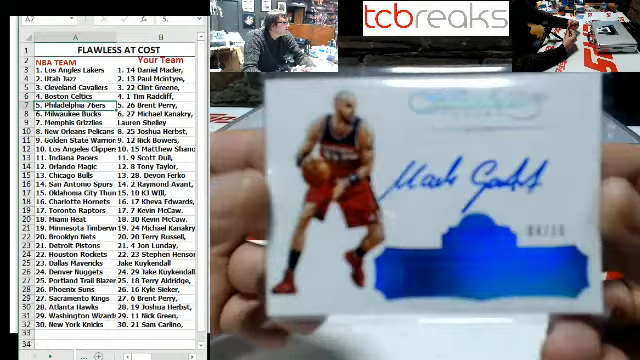 A7
tcbreaks
A
B
FLAWLESS AT COST
NBA TEAM Your Team
1. Los Angles Lakers 1. 14 Daniel Mader,
2. Utah Jazz 2. 13 Paul McIntyre,
3. Cleveland Cavaliers 3. 22 Clint Greene,
4. Boston Celtics 4. 1 Tim Radcliff,
5. Philadelphia 76ers 5. 26 Brent Perry,
6. Milwaukee Bucks 6. 27 Michael Kanakry,
7. Memphis Grizzlies Lauren Shelley
8. New Orleans Pelicans 8. 25 Joshua Herbst,
9. Golden State Warrior 9. 12 Nick Bowers,
10. Los Angeles Clippers 10. 15 Matthew Shano
11. Indiana Pacers 11. 9 Scott Dull,
12. Orlando Magic 12. 8 Tony Taylor,
13. Chicago Bulls 13. 28 Devon Ferko
14. San Antonio Spurs 14. 2 Raymond Avant,
15. Oklahoma City Thun 15. 10 KJ Will,
16. Charlotte Hornets 16. 17 Kheva Edwards,
17. Toronto Raptors 17. 7 Kevin McCaw.
18. Miami Heat 18. 30 Kevin McCaw.
19. Minnesota Timberw 19. 24 Michael Kanakry
20. Brooklyn Nets 20. 20 Terry Russell,
21. Detroit Pistons 21. 4 Jon Lunday,
22. Houston Rockets 22. 23 Stephen Henson
23. Dallas Mavericks Jake Kuykendall
24. Denver Nuggets 24. 29 Jake Kuykendall
25. Portland Trail Blazer 25. 18 Terry Aldridge,
26. Phoenix Suns 26. 16 Kyle Sieker,
27. Sacramento Kings 27. 6 Brent Perry,
28. Atlanta Hawks 28. 19 Joshua Herbst,
29. Washington Wizards 29. 11 Nick Green,
30. New York Knicks 30. 21 Sam Carlino,